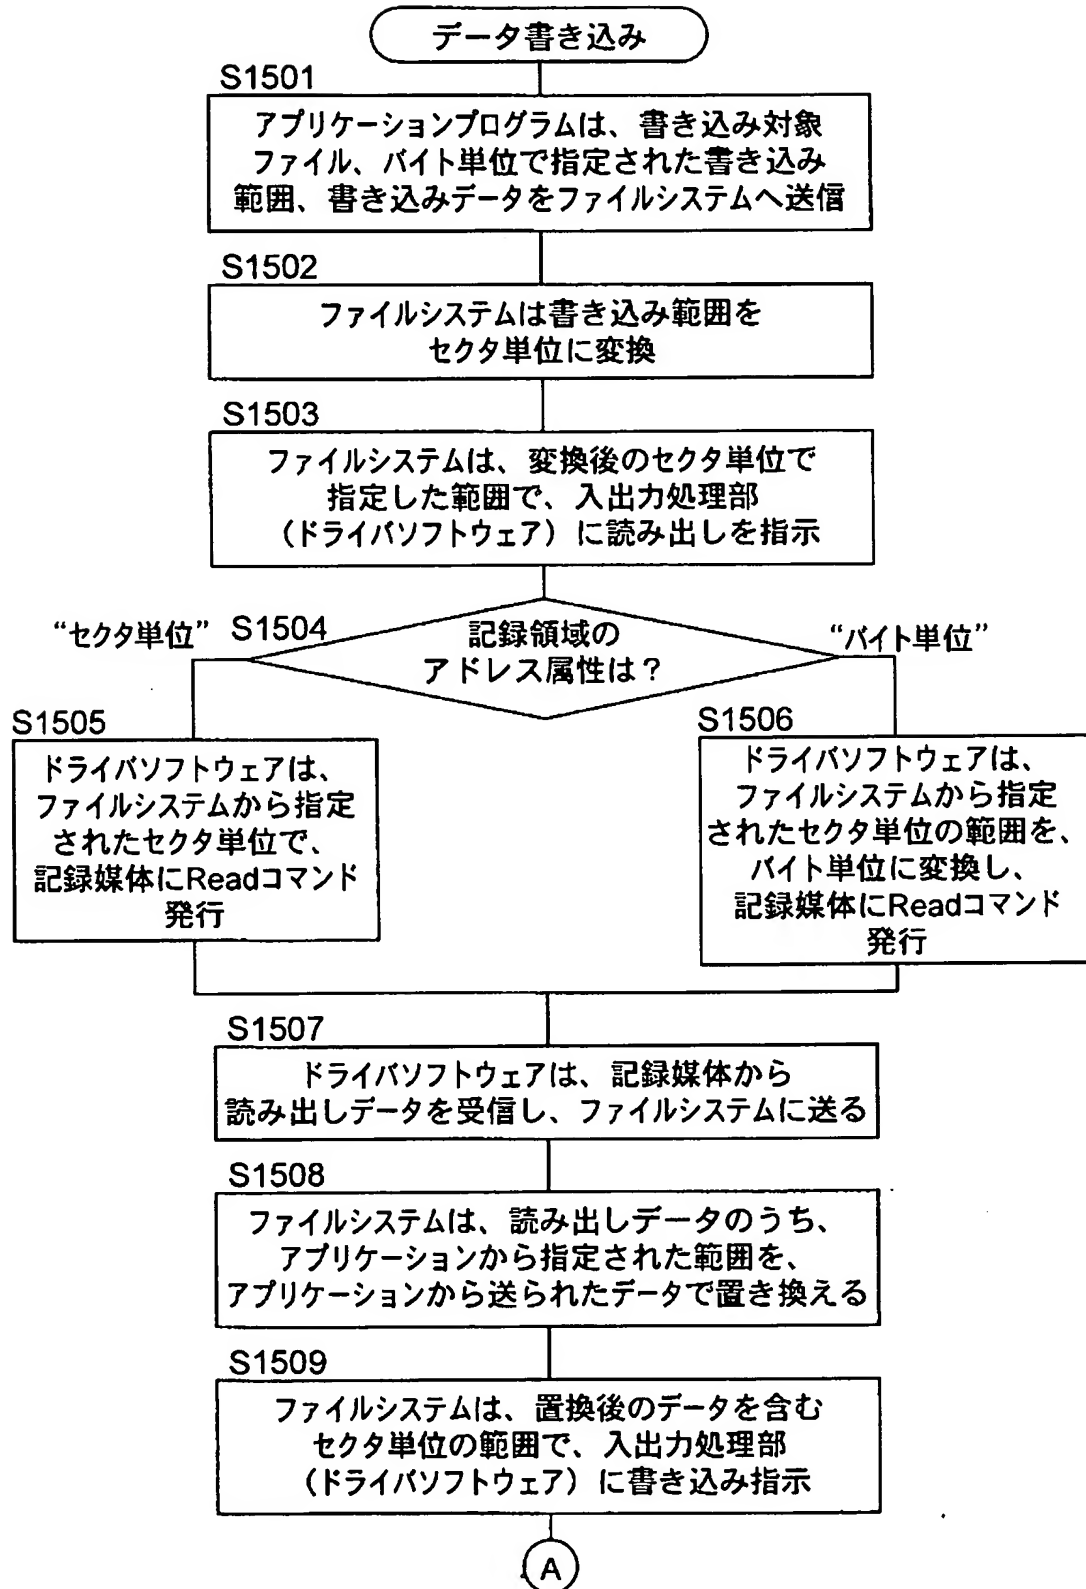 データ書き込み
S1501
アプリケーションプログラムは、書き込み対象
ファイル、バイト単位で指定された書き込み
範囲、書き込みデータをファイルシステムへ送信
S1502
ファイルシステムは書き込み範囲を
セクタ単位に変換
S1503
ファイルシステムは、変換後のセクタ単位で
指定した範囲で、入出力処理部
（ドライバソフトウェア）に読み出しを指示
“セクタ単位”
S1504
記録領域の
アドレス属性は？
“バイト単位”
S1505
ドライバソフトウェアは、
ファイルシステムから指定
されたセクタ単位で、
記録媒体にReadコマンド
発行
S1506
ドライバソフトウェアは、
ファイルシステムから指定
されたセクタ単位の範囲を、
バイト単位に変換し、
記録媒体にReadコマンド
発行
S1507
ドライバソフトウェアは、記録媒体から
読み出しデータを受信し、ファイルシステムに送る
S1508
ファイルシステムは、読み出しデータのうち、
アプリケーションから指定された範囲を、
アプリケーションから送られたデータで置き換える
S1509
ファイルシステムは、置換後のデータを含む
セクタ単位の範囲で、入出力処理部
（ドライバソフトウェア）に書き込み指示
A